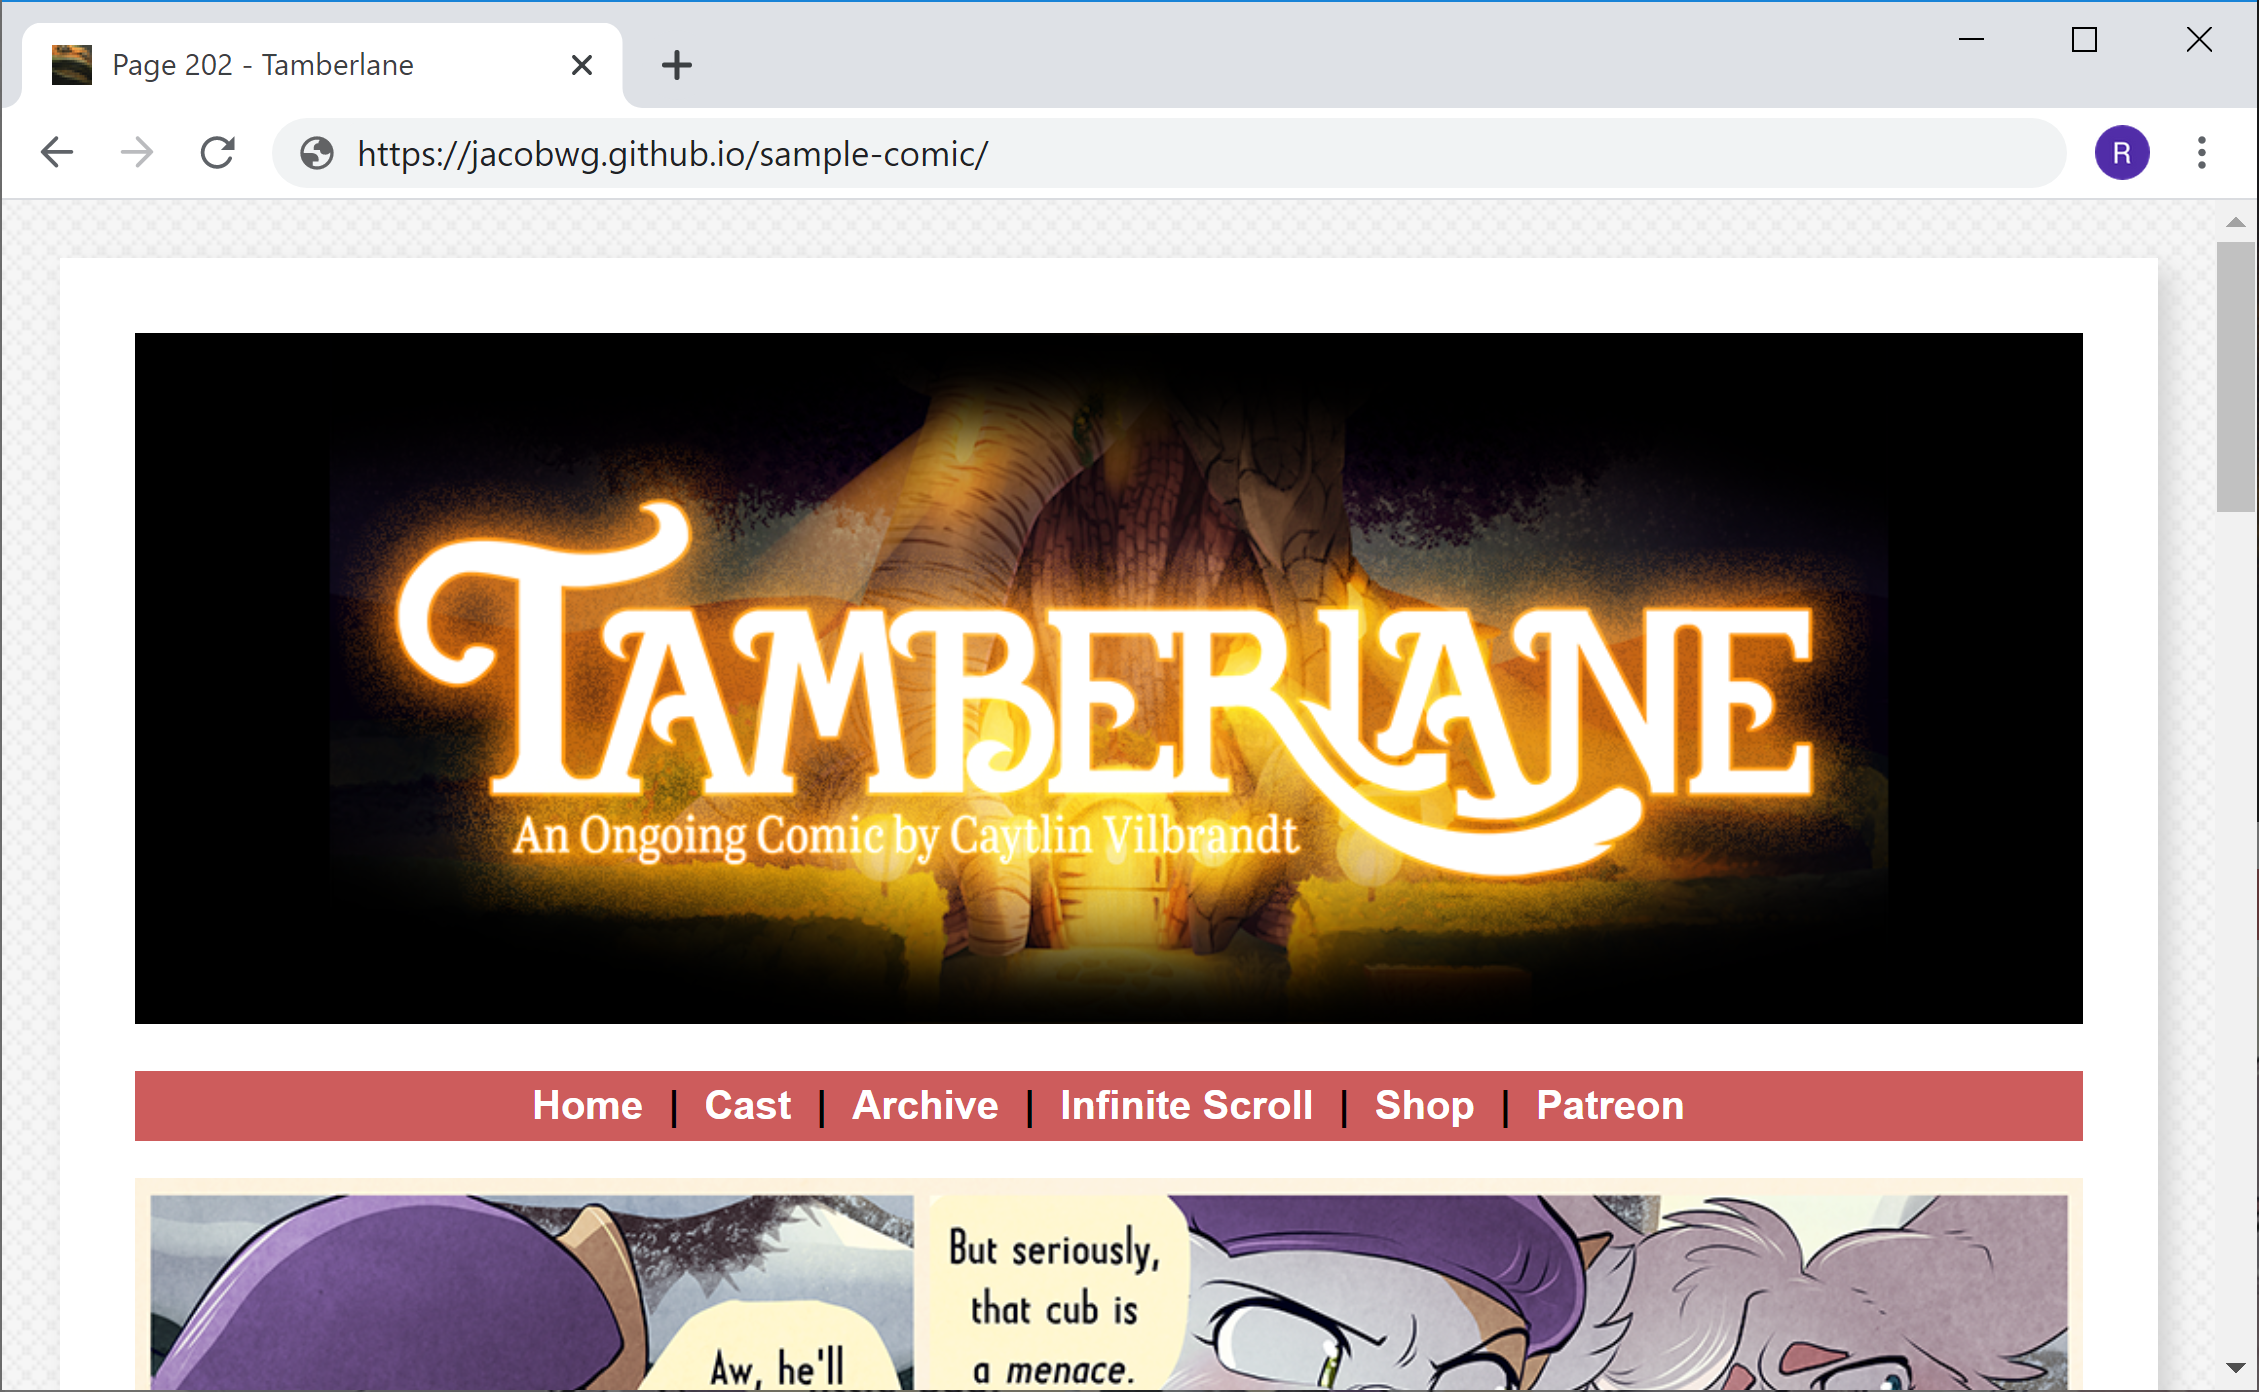 Page 202 - Tamberlane
https://jacobwg.github.io/sample-comic/
R
TAMBERLANE
An Ongoing Comic by Caytlin Vilbrandt
Home | Cast | Archive | Infinite Scroll | Shop | Patreon
Aw, he'll
But seriously,
that cub is
a menace.